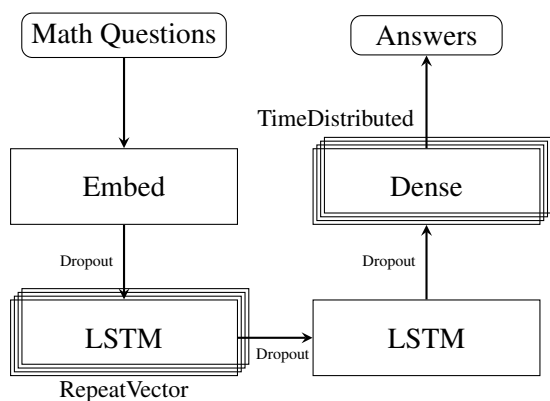 Math Questions
Answers
TimeDistributed
Embed
Dense
Dropout
Dropout
LSTM
LSTM
Dropout
RepeatVector